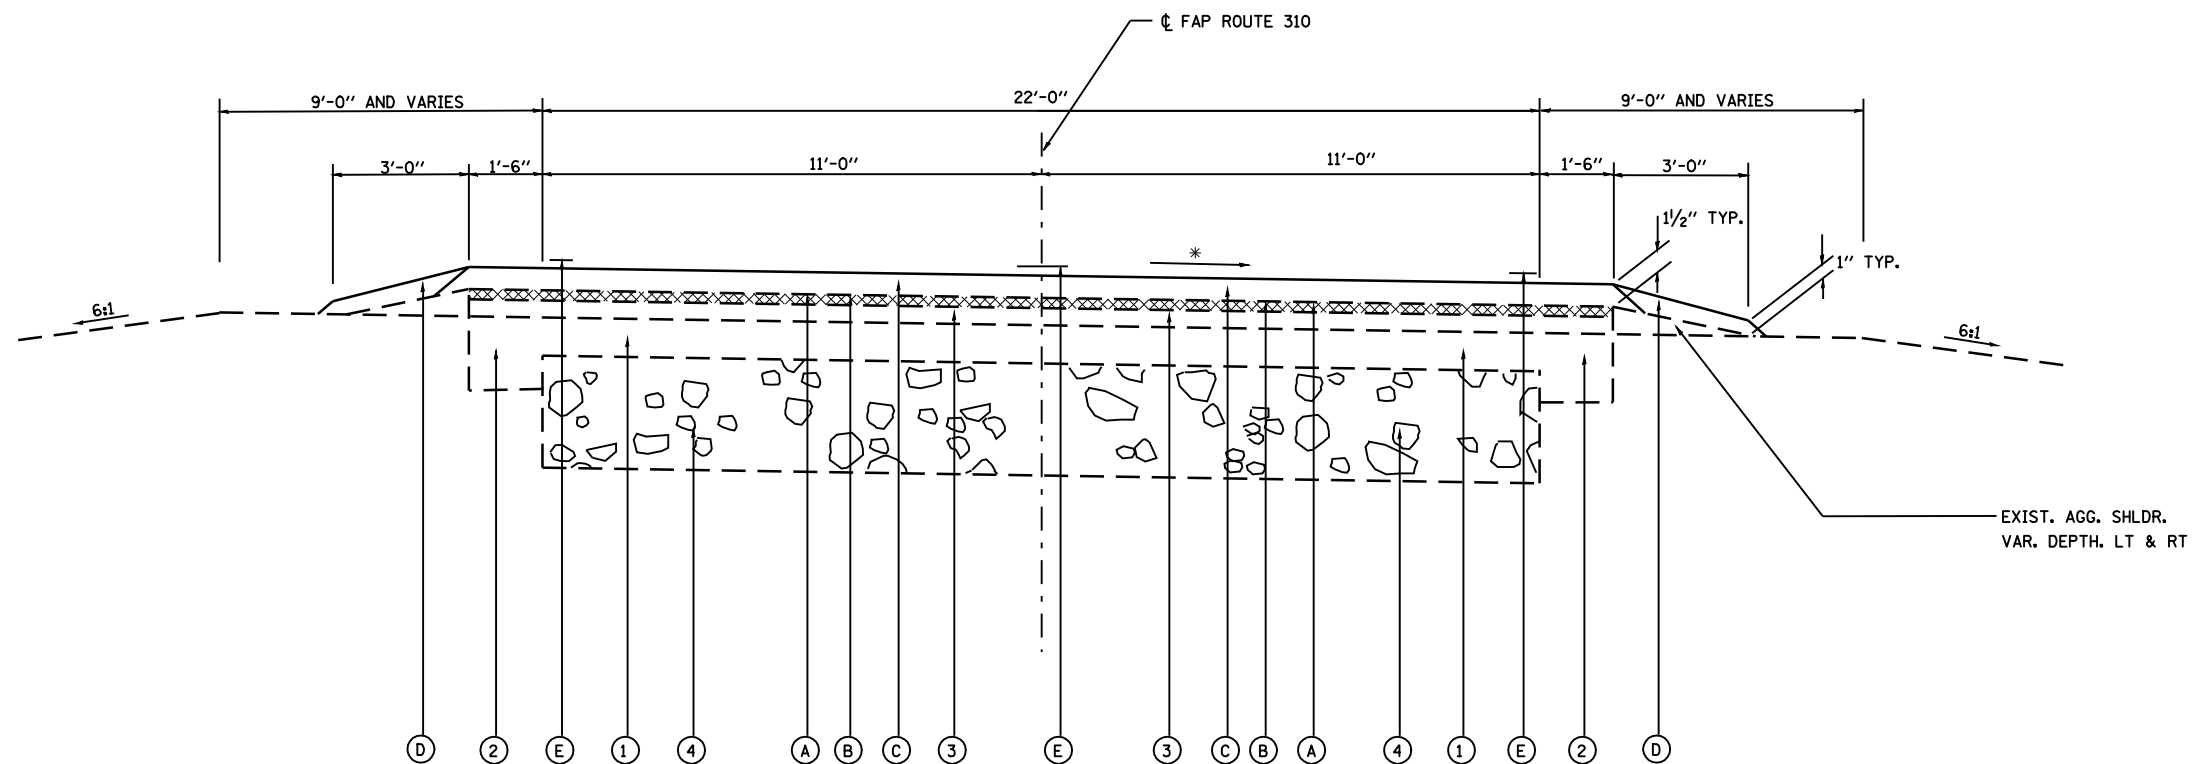 ℄ FAP ROUTE 310
9'-0" AND VARIES
22'-0"
9'-0" AND VARIES
3'-0"
1'-6"
11'-0"
11'-0"
1'-6"
3'-0"
1 1/2" TYP.
*
1" TYP.
6:1
6:1
EXIST. AGG. SHLDR.
VAR. DEPTH. LT & RT
D 2 E 1 4 A B C 3 E 3 C B A 4 1 E 2 D